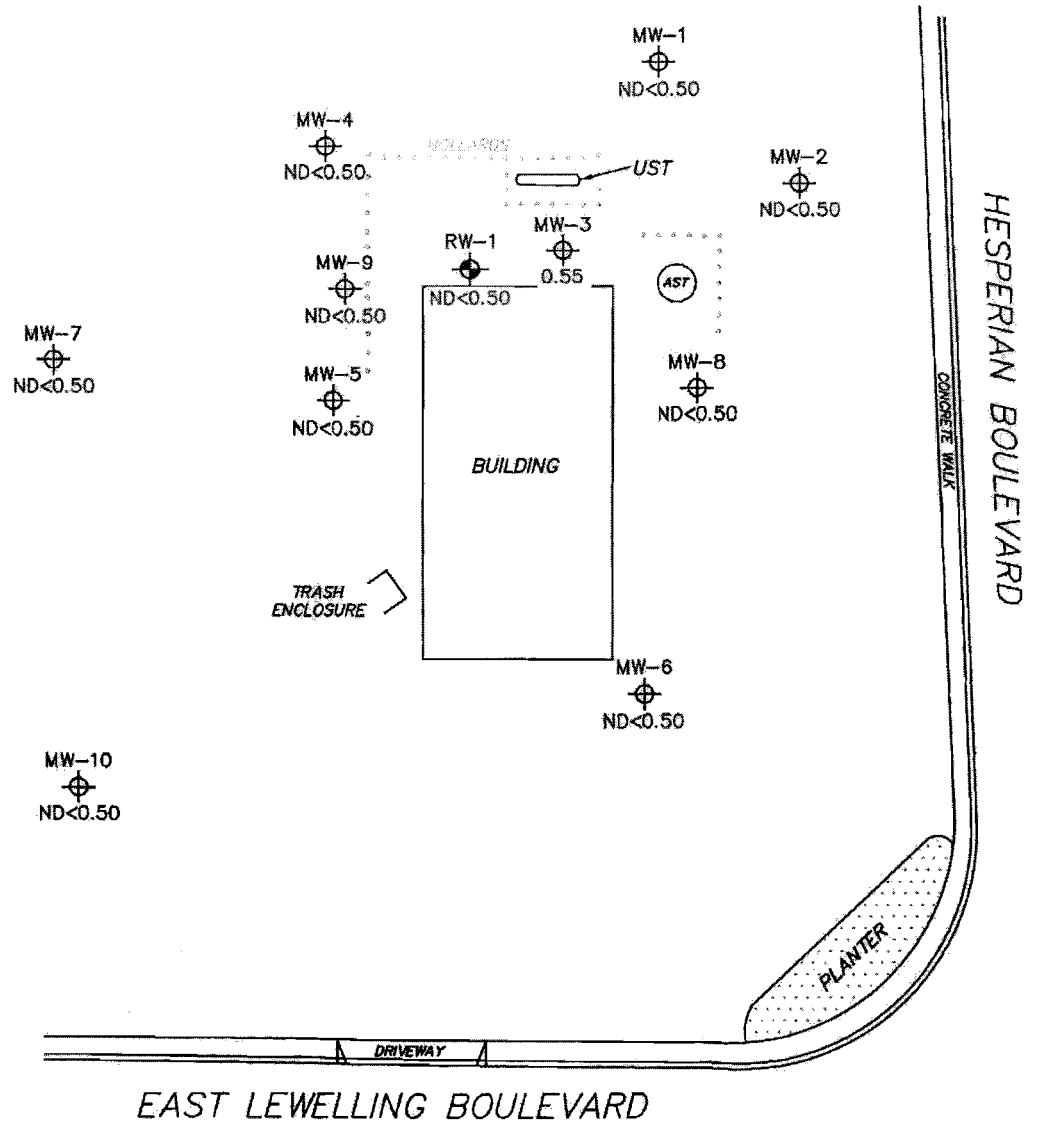 MW-1
ND<0.50
MW-4
ND<0.50
UST
MW-2
ND<0.50
MW-3
0.55
RW-1
ND<0.50
MW-9
ND<0.50
AST
MW-7
ND<0.50
MW-5
ND<0.50
MW-8
ND<0.50
HESPERIAN BOULEVARD
CONCRETE WALK
BUILDING
TRASH
ENCLOSURE
MW-6
ND<0.50
MW-10
ND<0.50
PLANTER
DRIVEWAY
EAST LEWELLING BOULEVARD